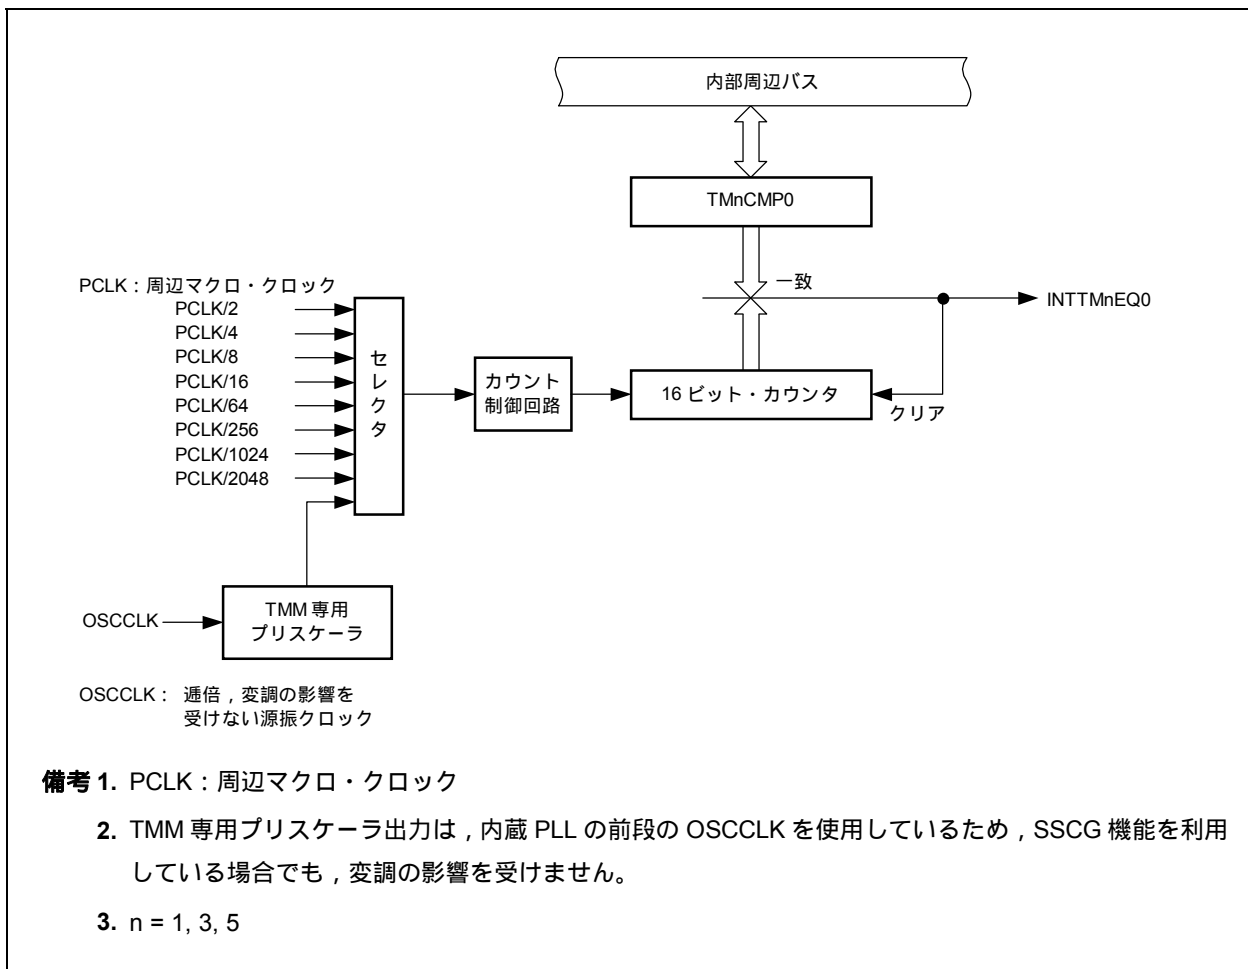 内部周辺バス
TMnCMP0
一致
INTTMnEQ0
PCLK：周辺マクロ・クロック
PCLK/2
PCLK/4
PCLK/8
PCLK/16
PCLK/64
PCLK/256
PCLK/1024
PCLK/2048
セレクタ
カウント
制御回路
16 ビット・カウンタ
クリア
OSCCLK
TMM 専用
プリスケーラ
OSCCLK： 逓倍，変調の影響を
受けない源振クロック
備考 1. PCLK：周辺マクロ・クロック
2. TMM 専用プリスケーラ出力は，内蔵 PLL の前段の OSCCLK を使用しているため，SSCG 機能を利用
している場合でも，変調の影響を受けません。
3. n = 1, 3, 5